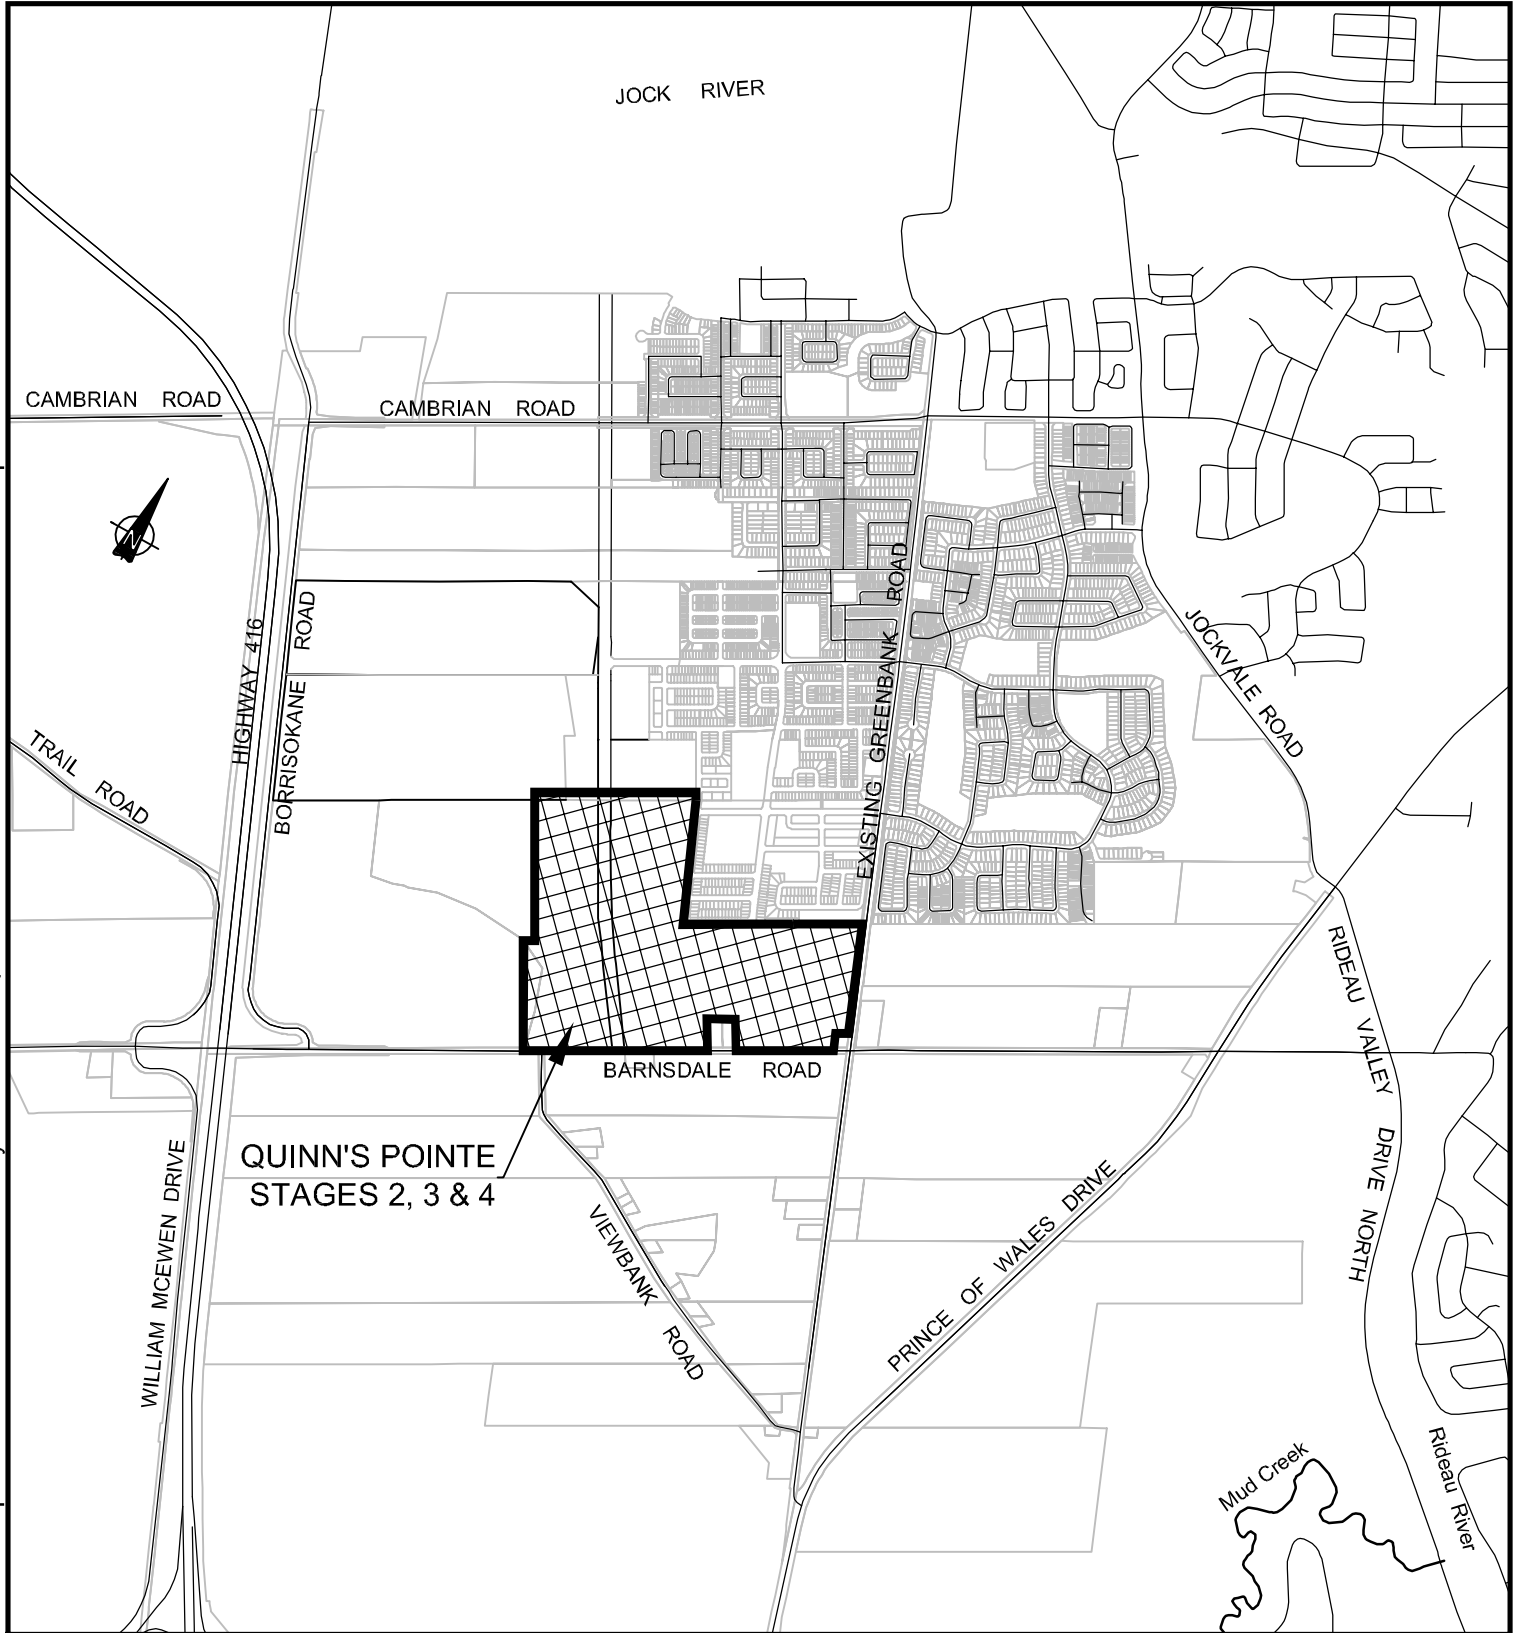 JOCK RIVER
CAMBRIAN ROAD
CAMBRIAN ROAD
N
HIGHWAY 416
BORRISOKANE ROAD
EXISTING GREENBANK ROAD
JOCKVALE ROAD
TRAIL ROAD
RIDEAU VALLEY DRIVE NORTH
BARNSDALE ROAD
QUINN'S POINTE
STAGES 2, 3 & 4
WILLIAM MCEWEN DRIVE
VIEWBANK ROAD
PRINCE OF WALES DRIVE
Mud Creek
Rideau River